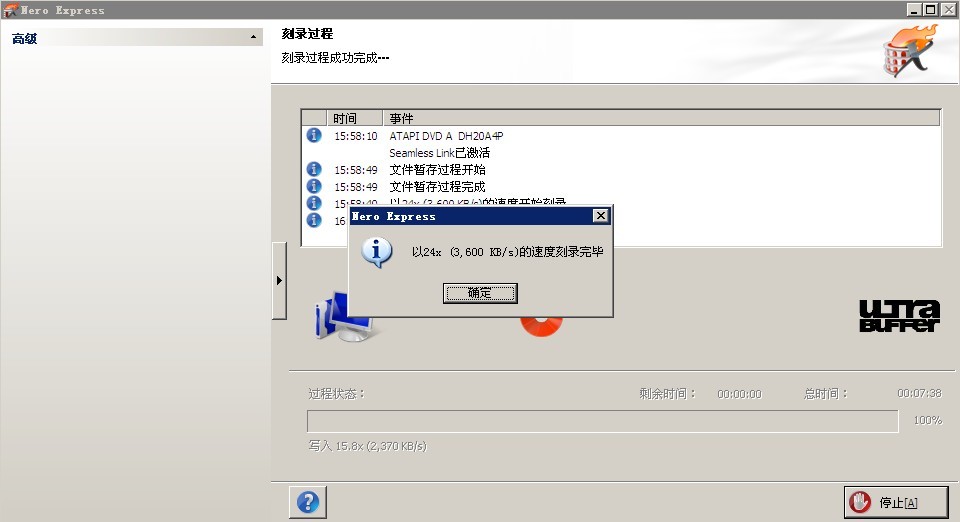 Nero Express
高级
刻录过程
刻录过程成功完成---
时间 事件
15:58:10 ATAPI DVD A DH20A4P
Seamless Link已激活
15:58:49 文件暂存过程开始
15:58:49 文件暂存过程完成
15:58:49 以24x (3,600 KB/s)的速度开始刻录
16:
Nero Express
以24x (3,600 KB/s)的速度刻录完毕
确定
ULTRA
BUFFER
过程状态： 剩余时间： 00:00:00 总时间： 00:07:38
100%
写入 15.8x (2,370 KB/s)
停止[A]